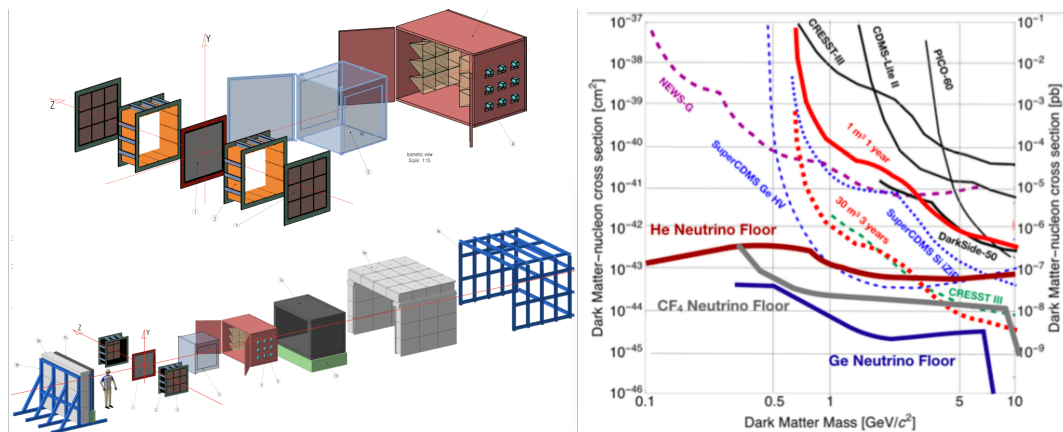 Y
Z
Isometric view
Scale: 1:15
4
5
1
2
Z
Y
10⁻³⁷
10⁻³⁸
10⁻³⁹
10⁻⁴⁰
10⁻⁴¹
10⁻⁴²
10⁻⁴³
10⁻⁴⁴
10⁻⁴⁵
10⁻⁴⁶
Dark Matter–nucleon cross section [cm²]
CRESST-III
CDMS-Lite II
PICO-60
NEWS-G
1 m³ 1 year
SuperCDMS Ge HV
30 m³ 3 years
SuperCDMS Si iZIP
DarkSide-50
He Neutrino Floor
CRESST III
CF₄ Neutrino Floor
Ge Neutrino Floor
10⁻¹
10⁻²
10⁻³
10⁻⁴
10⁻⁵
10⁻⁶
10⁻⁷
10⁻⁸
10⁻⁹
Dark Matter–nucleon cross section [pb]
0.1
0.5
1
5
10
Dark Matter Mass [GeV/c²]